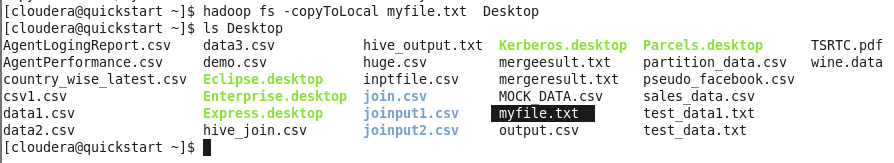 [cloudera@quickstart ~]$ hadoop fs -copyToLocal myfile.txt  Desktop
[cloudera@quickstart ~]$ ls Desktop
AgentLogingReport.csv    data3.csv           hive_output.txt  Kerberos.desktop  Parcels.desktop      TSRTC.pdf
AgentPerformance.csv     demo.csv            huge.csv         mergeesult.txt    partition_data.csv  wine.data
country_wise_latest.csv  Eclipse.desktop     inptfile.csv     mergeresult.txt   pseudo_facebook.csv
csv1.csv                 Enterprise.desktop  join.csv         MOCK_DATA.csv     sales_data.csv
data1.csv                Express.desktop     joinput1.csv     myfile.txt        test_data1.txt
data2.csv                hive_join.csv       joinput2.csv     output.csv        test_data.txt
[cloudera@quickstart ~]$